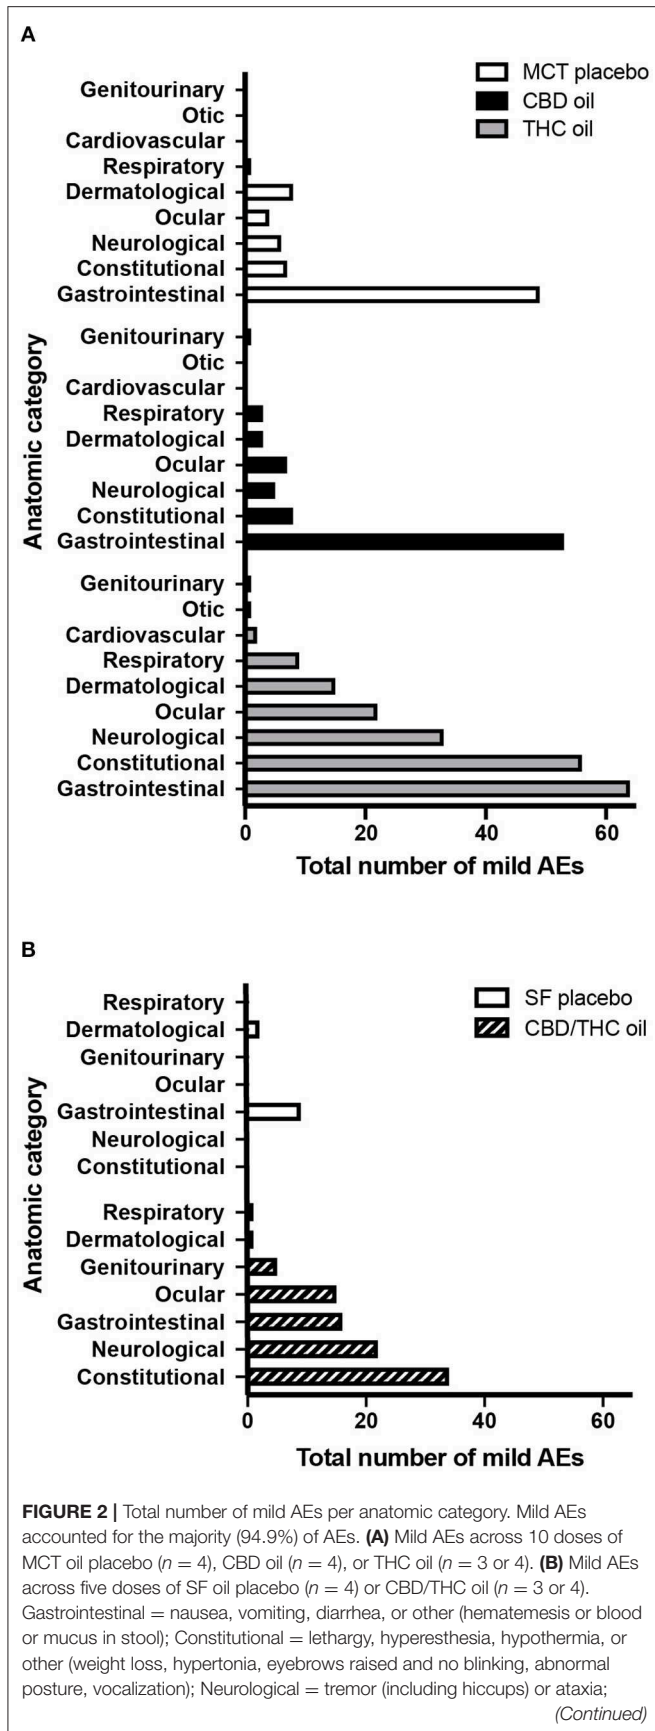 A
MCT placebo
CBD oil
THC oil
Anatomic category
Genitourinary
Otic
Cardiovascular
Respiratory
Dermatological
Ocular
Neurological
Constitutional
Gastrointestinal
Genitourinary
Otic
Cardiovascular
Respiratory
Dermatological
Ocular
Neurological
Constitutional
Gastrointestinal
Genitourinary
Otic
Cardiovascular
Respiratory
Dermatological
Ocular
Neurological
Constitutional
Gastrointestinal
0 20 40 60
Total number of mild AEs
B
SF placebo
CBD/THC oil
Anatomic category
Respiratory
Dermatological
Genitourinary
Ocular
Gastrointestinal
Neurological
Constitutional
Respiratory
Dermatological
Genitourinary
Ocular
Gastrointestinal
Neurological
Constitutional
0 20 40 60
Total number of mild AEs
FIGURE 2 | Total number of mild AEs per anatomic category. Mild AEs
accounted for the majority (94.9%) of AEs. (A) Mild AEs across 10 doses of
MCT oil placebo (n = 4), CBD oil (n = 4), or THC oil (n = 3 or 4). (B) Mild AEs
across five doses of SF oil placebo (n = 4) or CBD/THC oil (n = 3 or 4).
Gastrointestinal = nausea, vomiting, diarrhea, or other (hematemesis or blood
or mucus in stool); Constitutional = lethargy, hyperesthesia, hypothermia, or
other (weight loss, hypertonia, eyebrows raised and no blinking, abnormal
posture, vocalization); Neurological = tremor (including hiccups) or ataxia;
(Continued)